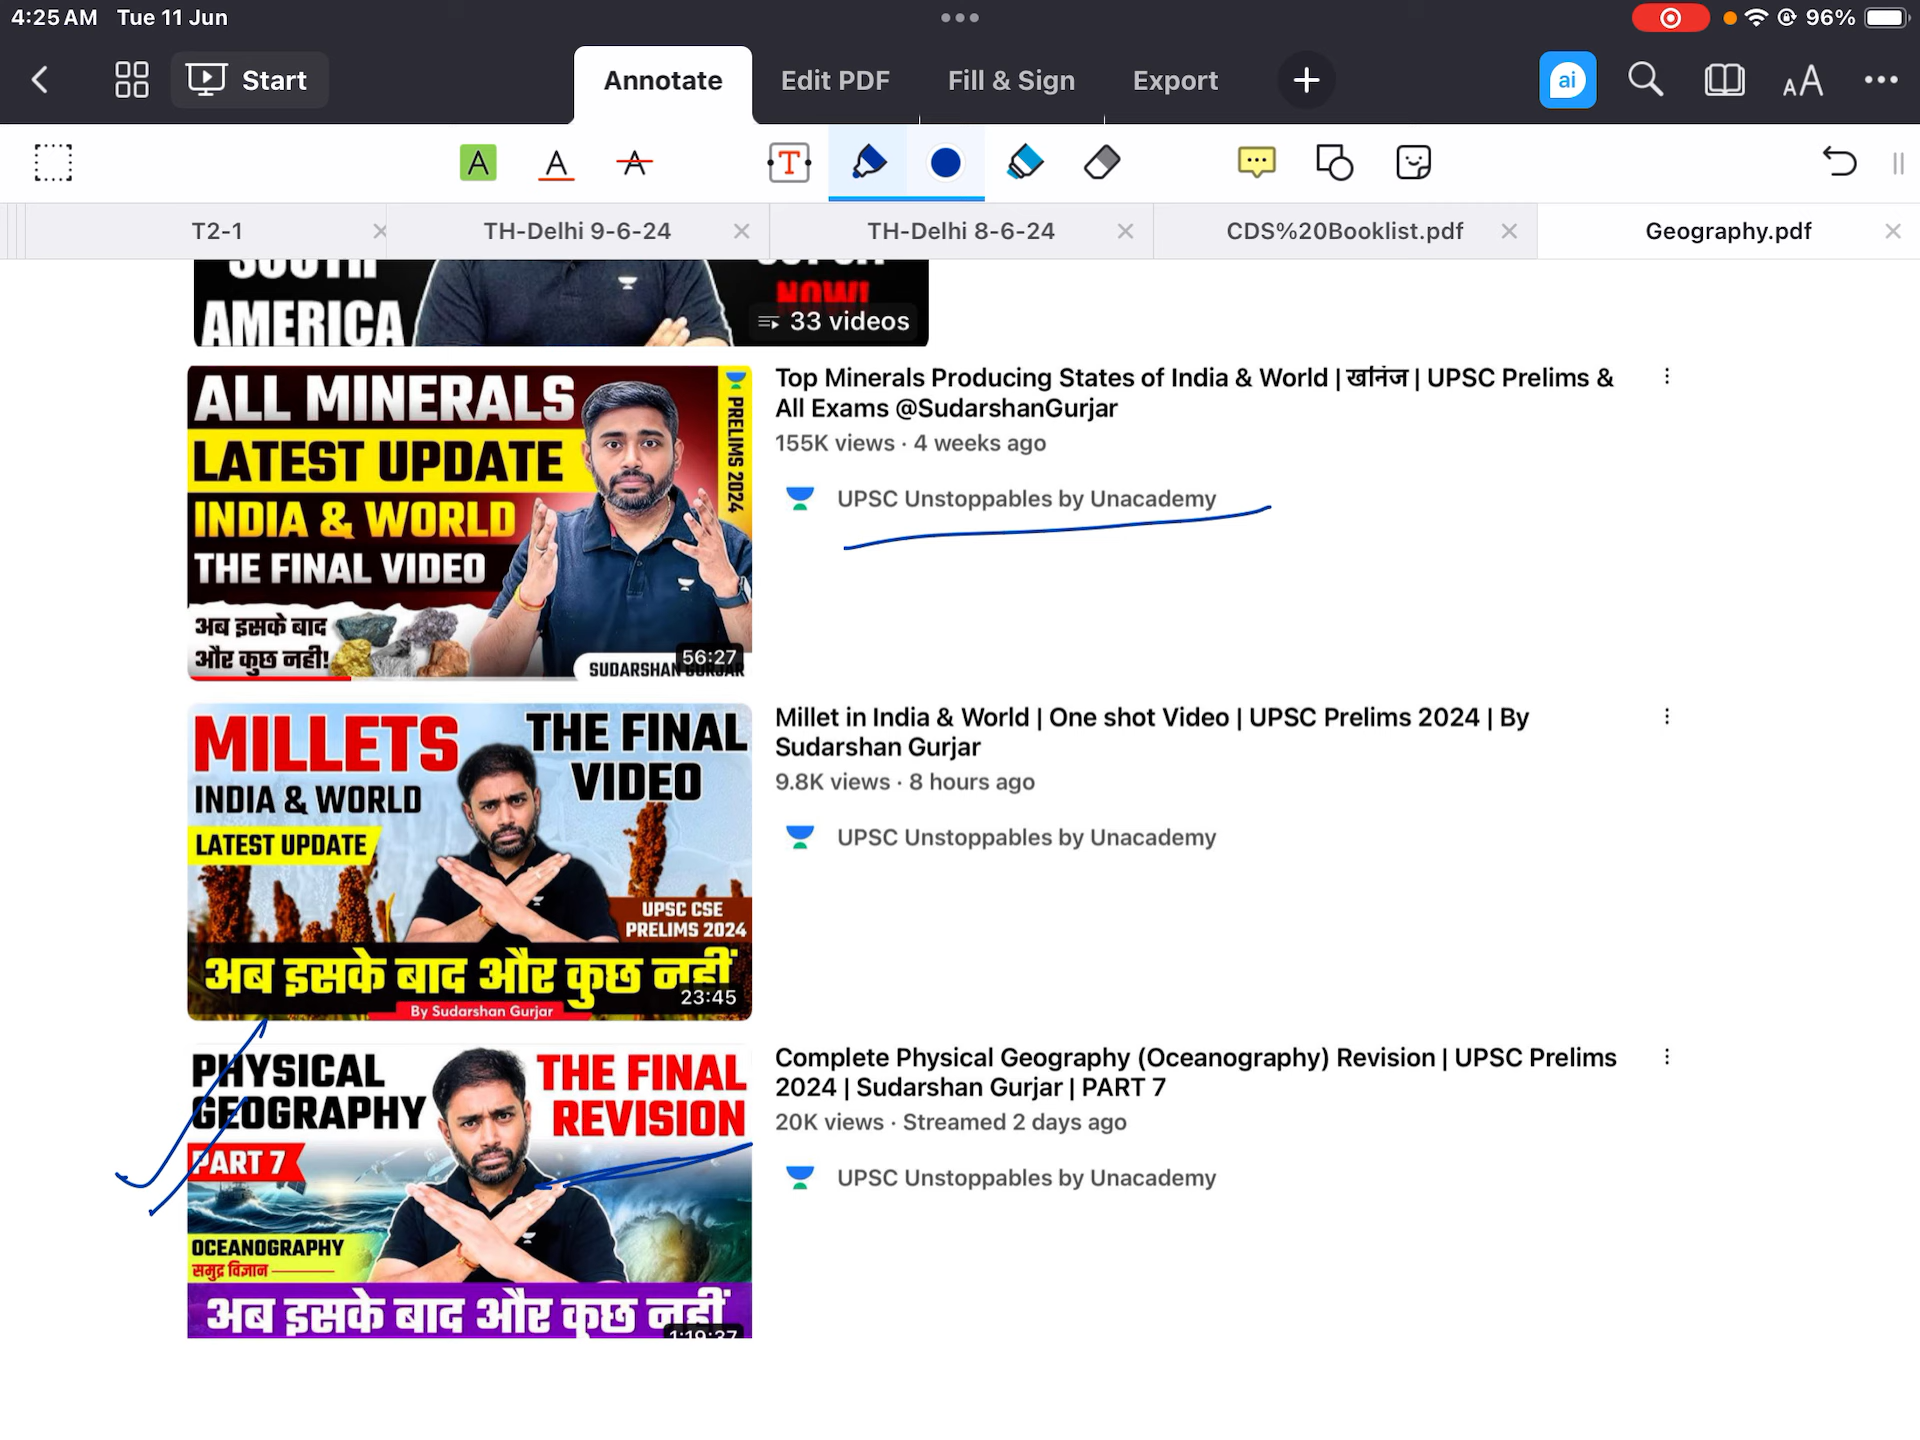 4:25 AM Tue 11 Jun
96%
Start
Annotate
Edit PDF
Fill & Sign
Export
ai
AA
A
A
A
T
T2-1
TH-Delhi 9-6-24
TH-Delhi 8-6-24
CDS%20Booklist.pdf
Geography.pdf
SOUTH
AMERICA
NOW!
33 videos
ALL MINERALS
LATEST UPDATE
INDIA & WORLD
THE FINAL VIDEO
अब इसके बाद
और कुछ नही!
PRELIMS 2024
SUDARSHAN GURJAR
56:27
Top Minerals Producing States of India & World | खनिज | UPSC Prelims &
All Exams @SudarshanGurjar
155K views · 4 weeks ago
UPSC Unstoppables by Unacademy
MILLETS
INDIA & WORLD
LATEST UPDATE
THE FINAL
VIDEO
UPSC CSE
PRELIMS 2024
अब इसके बाद और कुछ नहीं
23:45
By Sudarshan Gurjar
Millet in India & World | One shot Video | UPSC Prelims 2024 | By
Sudarshan Gurjar
9.8K views · 8 hours ago
UPSC Unstoppables by Unacademy
PHYSICAL
GEOGRAPHY
PART 7
THE FINAL
REVISION
OCEANOGRAPHY
समुद्र विज्ञान
अब इसके बाद और कुछ नहीं
1:19:37
Complete Physical Geography (Oceanography) Revision | UPSC Prelims
2024 | Sudarshan Gurjar | PART 7
20K views · Streamed 2 days ago
UPSC Unstoppables by Unacademy